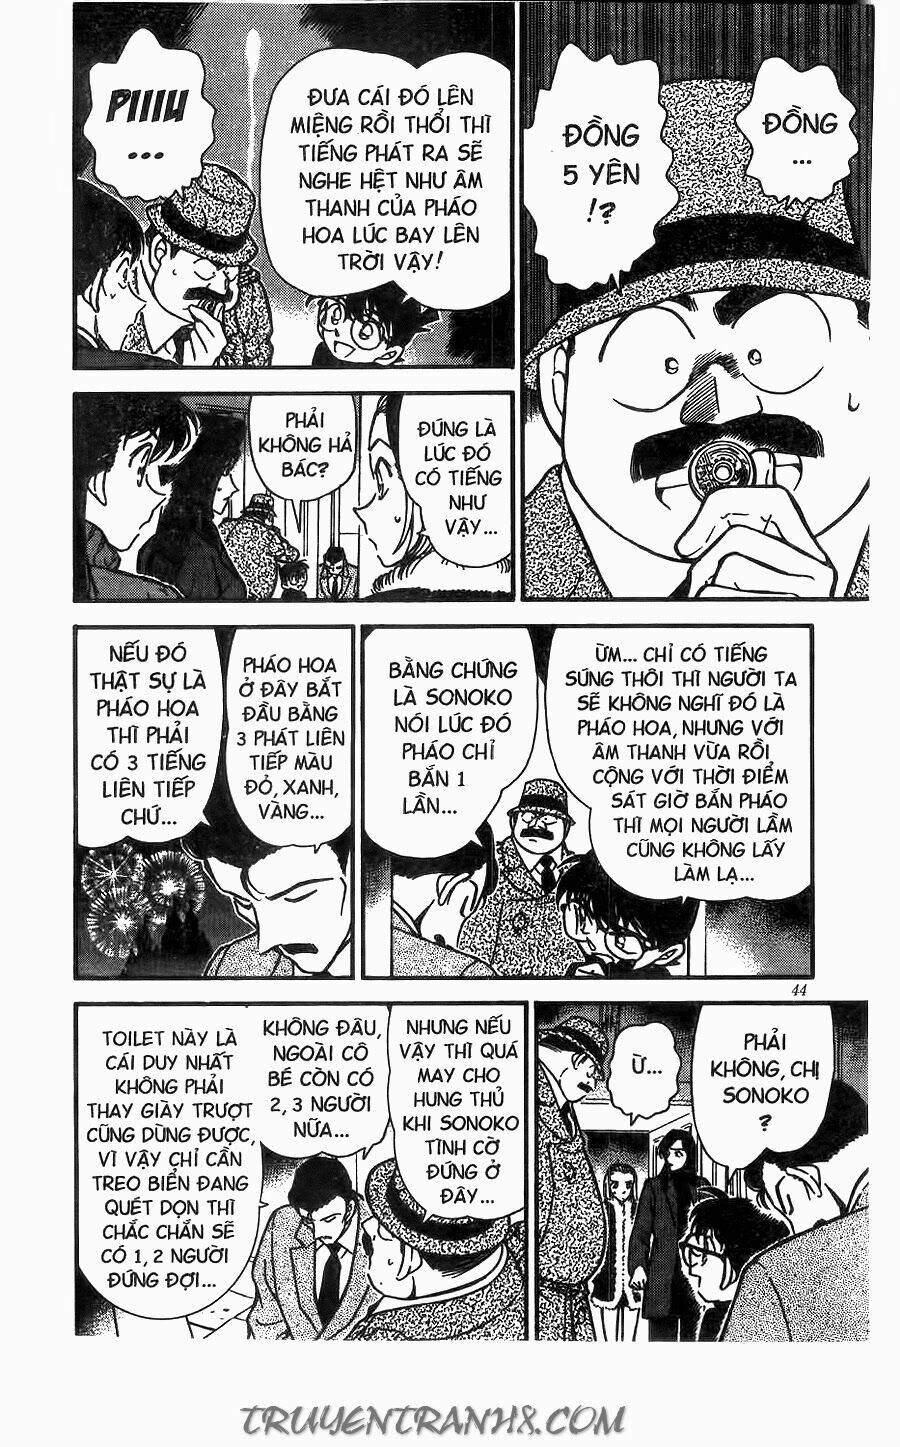 ĐỒNG
...
ĐỒNG
5 YÊN
!?
ĐƯA CÁI ĐÓ LÊN
MIỆNG RỒI THỔI THÌ
TIẾNG PHÁT RA SẼ
NGHE HỆT NHƯ ÂM
THANH CỦA PHÁO
HOA LÚC BAY LÊN
TRỜI VẬY!
PIIIU
...
ĐÚNG LÀ
LÚC ĐÓ
CÓ TIẾNG
NHƯ
VẬY...
PHẢI
KHÔNG HẢ
BÁC?
ỪM... CHỈ CÓ TIẾNG
SÚNG THÔI THÌ NGƯỜI TA
SẼ KHÔNG NGHĨ ĐÓ LÀ
PHÁO HOA, NHƯNG VỚI
ÂM THANH VỪA RỒI
CỘNG VỚI THỜI ĐIỂM
SÁT GIỜ BẮN PHÁO
THÌ MỌI NGƯỜI LẦM
CŨNG KHÔNG LẤY
LÀM LẠ...
BẰNG CHỨNG
LÀ SONOKO
NÓI LÚC ĐÓ
PHÁO CHỈ
BẮN 1
LẦN...
PHÁO HOA
Ở ĐÂY BẮT
ĐẦU BẰNG
3 PHÁT LIÊN
TIẾP MÀU
ĐỎ, XANH,
VÀNG...
NẾU ĐÓ
THẬT SỰ LÀ
PHÁO HOA
THÌ PHẢI
CÓ 3 TIẾNG
LIÊN TIẾP
CHỨ...
44
PHẢI
KHÔNG, CHỊ
SONOKO
?
Ừ...
NHƯNG NẾU
VẬY THÌ QUÁ
MAY CHO
HUNG THỦ
KHI SONOKO
TÌNH CỜ
ĐỨNG Ở
ĐÂY...
KHÔNG ĐÂU,
NGOÀI CÔ
BÉ CÒN CÓ
2, 3 NGƯỜI
NỮA...
TOILET NÀY LÀ
CÁI DUY NHẤT
KHÔNG PHẢI
THAY GIÀY TRƯỢT
CŨNG DÙNG ĐƯỢC,
VÌ VẬY CHỈ CẦN
TREO BIỂN ĐANG
QUÉT DỌN THÌ
CHẮC CHẮN SẼ
CÓ 1, 2 NGƯỜI
ĐỨNG ĐỢI...
TRUYENTRANH8.COM